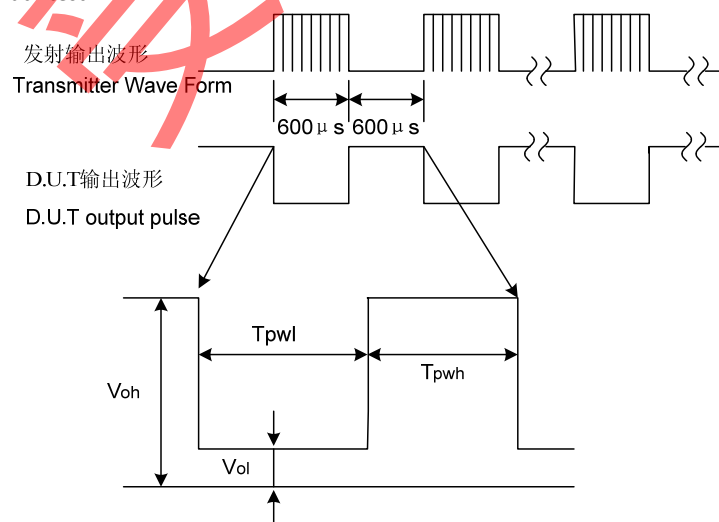 发射输出波形
Transmitter Wave Form
600μs 600μs
D.U.T输出波形
D.U.T output pulse
Tpwl
Tpwh
Voh
Vol